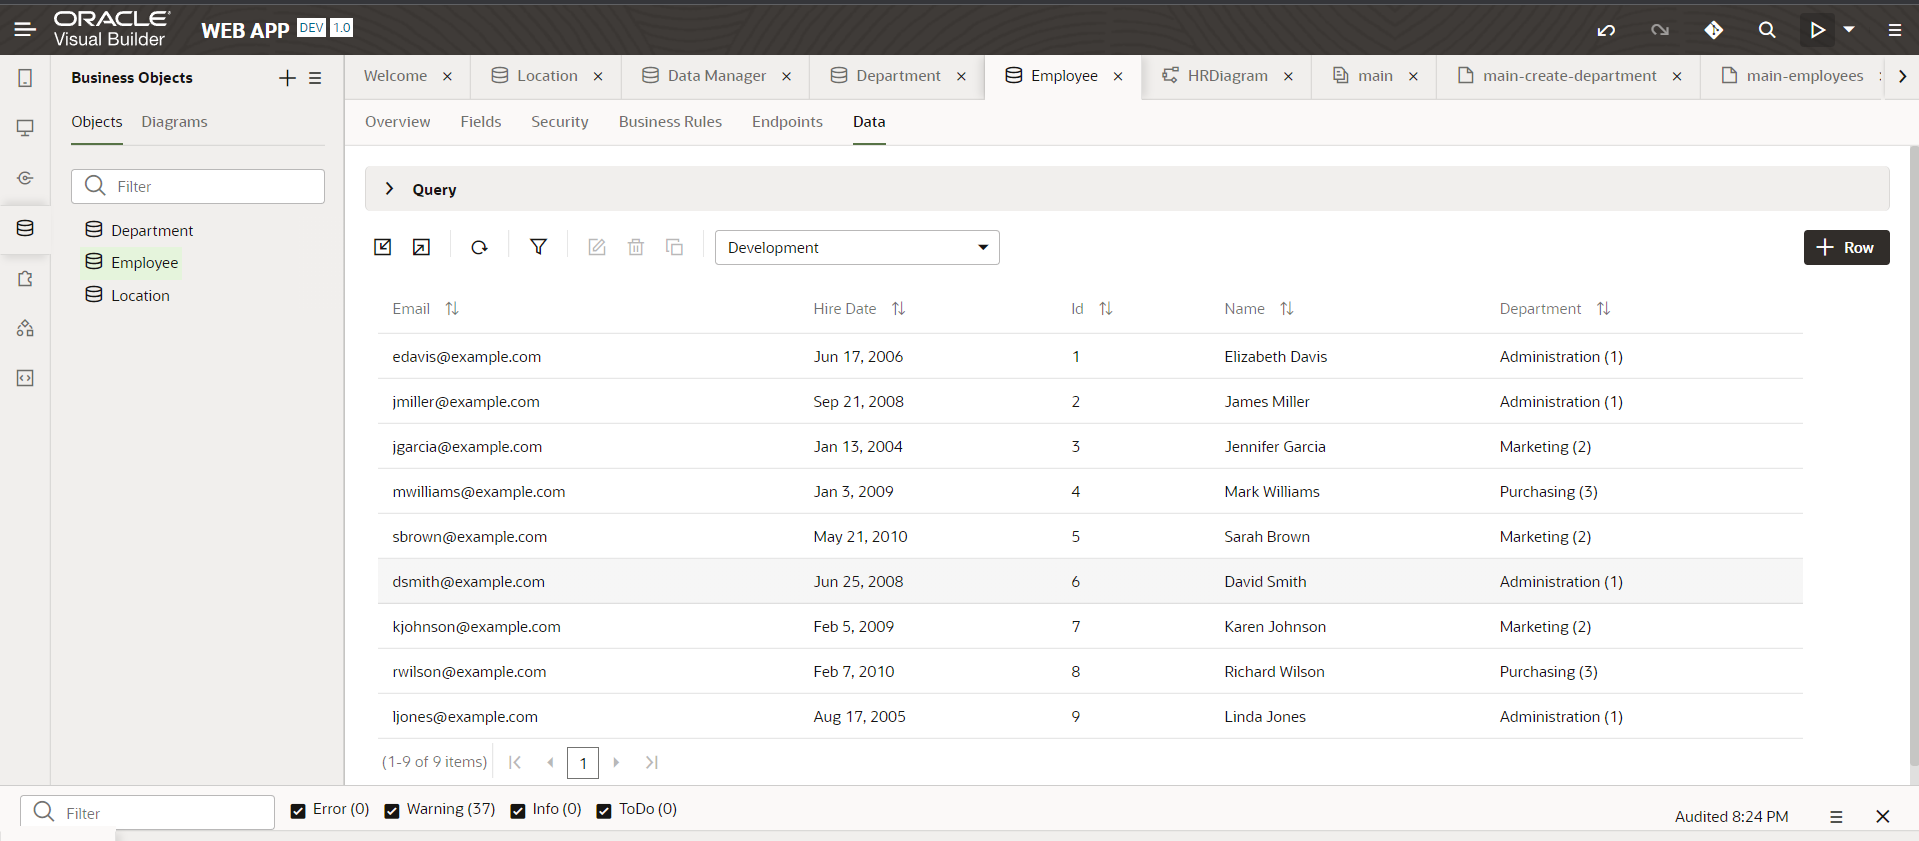 ORACLE
Visual Builder
WEB APP DEV 1.0
Business Objects
Objects Diagrams
Filter
Department
Employee
Location
Welcome Location Data Manager Department Employee HRDiagram main main-create-department main-employees
Overview Fields Security Business Rules Endpoints Data
Query
Development
Row
Email Hire Date Id Name Department
edavis@example.com Jun 17, 2006 1 Elizabeth Davis Administration (1)
jmiller@example.com Sep 21, 2008 2 James Miller Administration (1)
jgarcia@example.com Jan 13, 2004 3 Jennifer Garcia Marketing (2)
mwilliams@example.com Jan 3, 2009 4 Mark Williams Purchasing (3)
sbrown@example.com May 21, 2010 5 Sarah Brown Marketing (2)
dsmith@example.com Jun 25, 2008 6 David Smith Administration (1)
kjohnson@example.com Feb 5, 2009 7 Karen Johnson Marketing (2)
rwilson@example.com Feb 7, 2010 8 Richard Wilson Purchasing (3)
ljones@example.com Aug 17, 2005 9 Linda Jones Administration (1)
(1-9 of 9 items) 1
Filter
Error (0) Warning (37) Info (0) ToDo (0)
Audited 8:24 PM